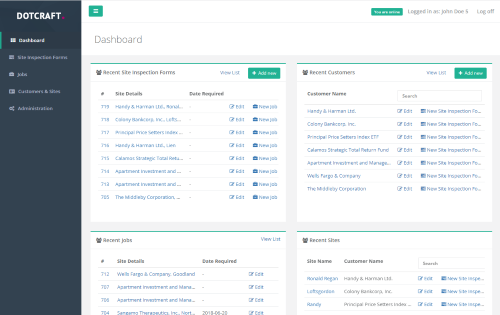 DOTCRAFT.
You are online
Logged in as: John Doe S
Log off
Dashboard
Site Inspection Forms
Jobs
Customers & Sites
Administration
Dashboard
Recent Site Inspection Forms
View List
+ Add new
# Site Details Date Required
719 Handy & Harman Ltd., Ronal... - Edit New Job
718 Colony Bankcorp, Inc., Lofts... - Edit New Job
717 Principal Price Setters Index ... - Edit New Job
716 Handy & Harman Ltd., Lien - Edit New Job
715 Calamos Strategic Total Retu... - Edit New Job
714 Apartment Investment and ... - Edit New Job
713 Apartment Investment and ... - Edit New Job
705 The Middleby Corporation, ... - Edit New Job
Recent Customers
View List
+ Add new
Customer Name
Search
Handy & Harman Ltd. Edit New Site Inspection Fo...
Colony Bankcorp, Inc. Edit New Site Inspection Fo...
Principal Price Setters Index ETF Edit New Site Inspection Fo...
Calamos Strategic Total Return Fund Edit New Site Inspection Fo...
Apartment Investment and Manage... Edit New Site Inspection Fo...
Wells Fargo & Company Edit New Site Inspection Fo...
The Middleby Corporation Edit New Site Inspection Fo...
Recent Jobs
View List
# Site Details Date Required
712 Wells Fargo & Company, Goodland - Edit
707 Apartment Investment and Mana... - Edit
706 Apartment Investment and Mana... - Edit
704 Sangamo Therapeutics, Inc., Nort... 2018-06-20 Edit
Recent Sites
Site Name Customer Name
Search
Ronald Regan Handy & Harman Ltd. Edit New Site Inspe...
Loftsgordon Colony Bankcorp, Inc. Edit New Site Inspe...
Randy Principal Price Setters Index ... Edit New Site Inspe...